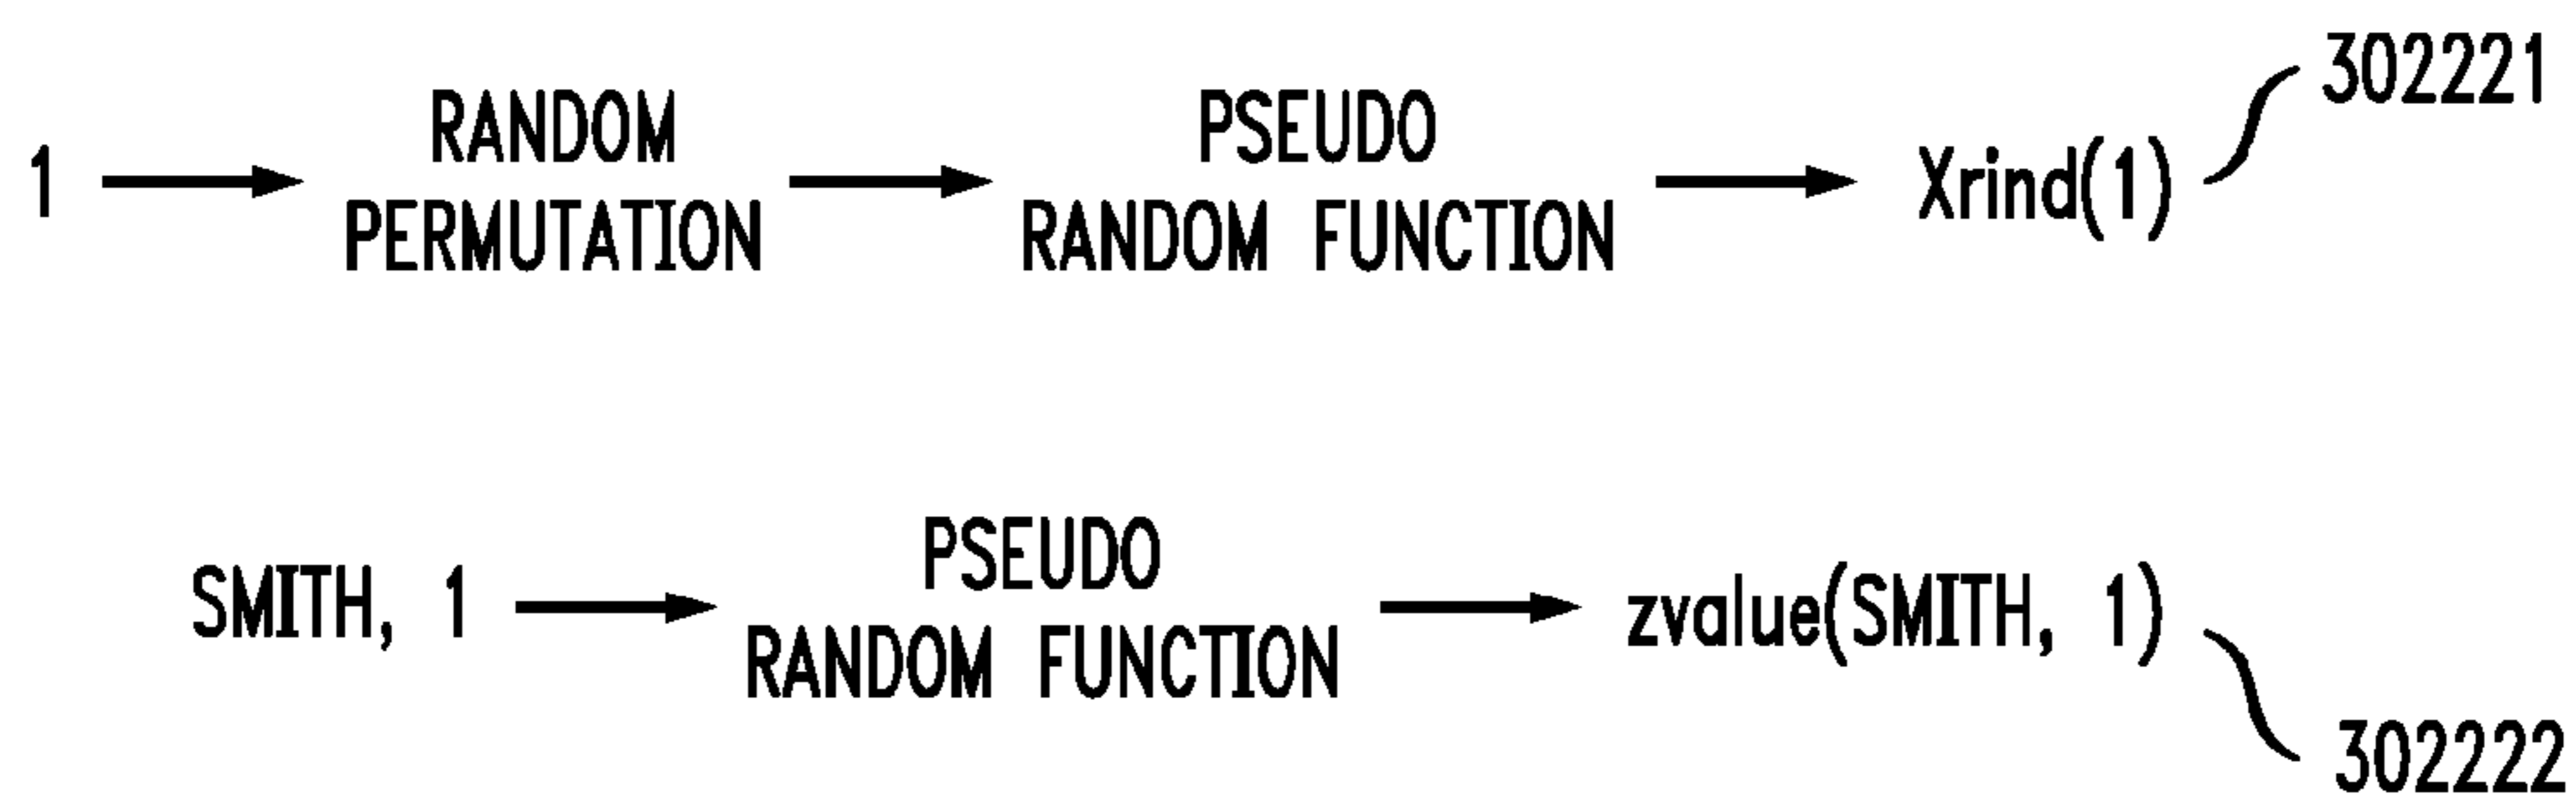 302221
1 RANDOM PERMUTATION PSEUDO RANDOM FUNCTION Xrind(1)
SMITH, 1 PSEUDO RANDOM FUNCTION zvalue(SMITH, 1)
302222